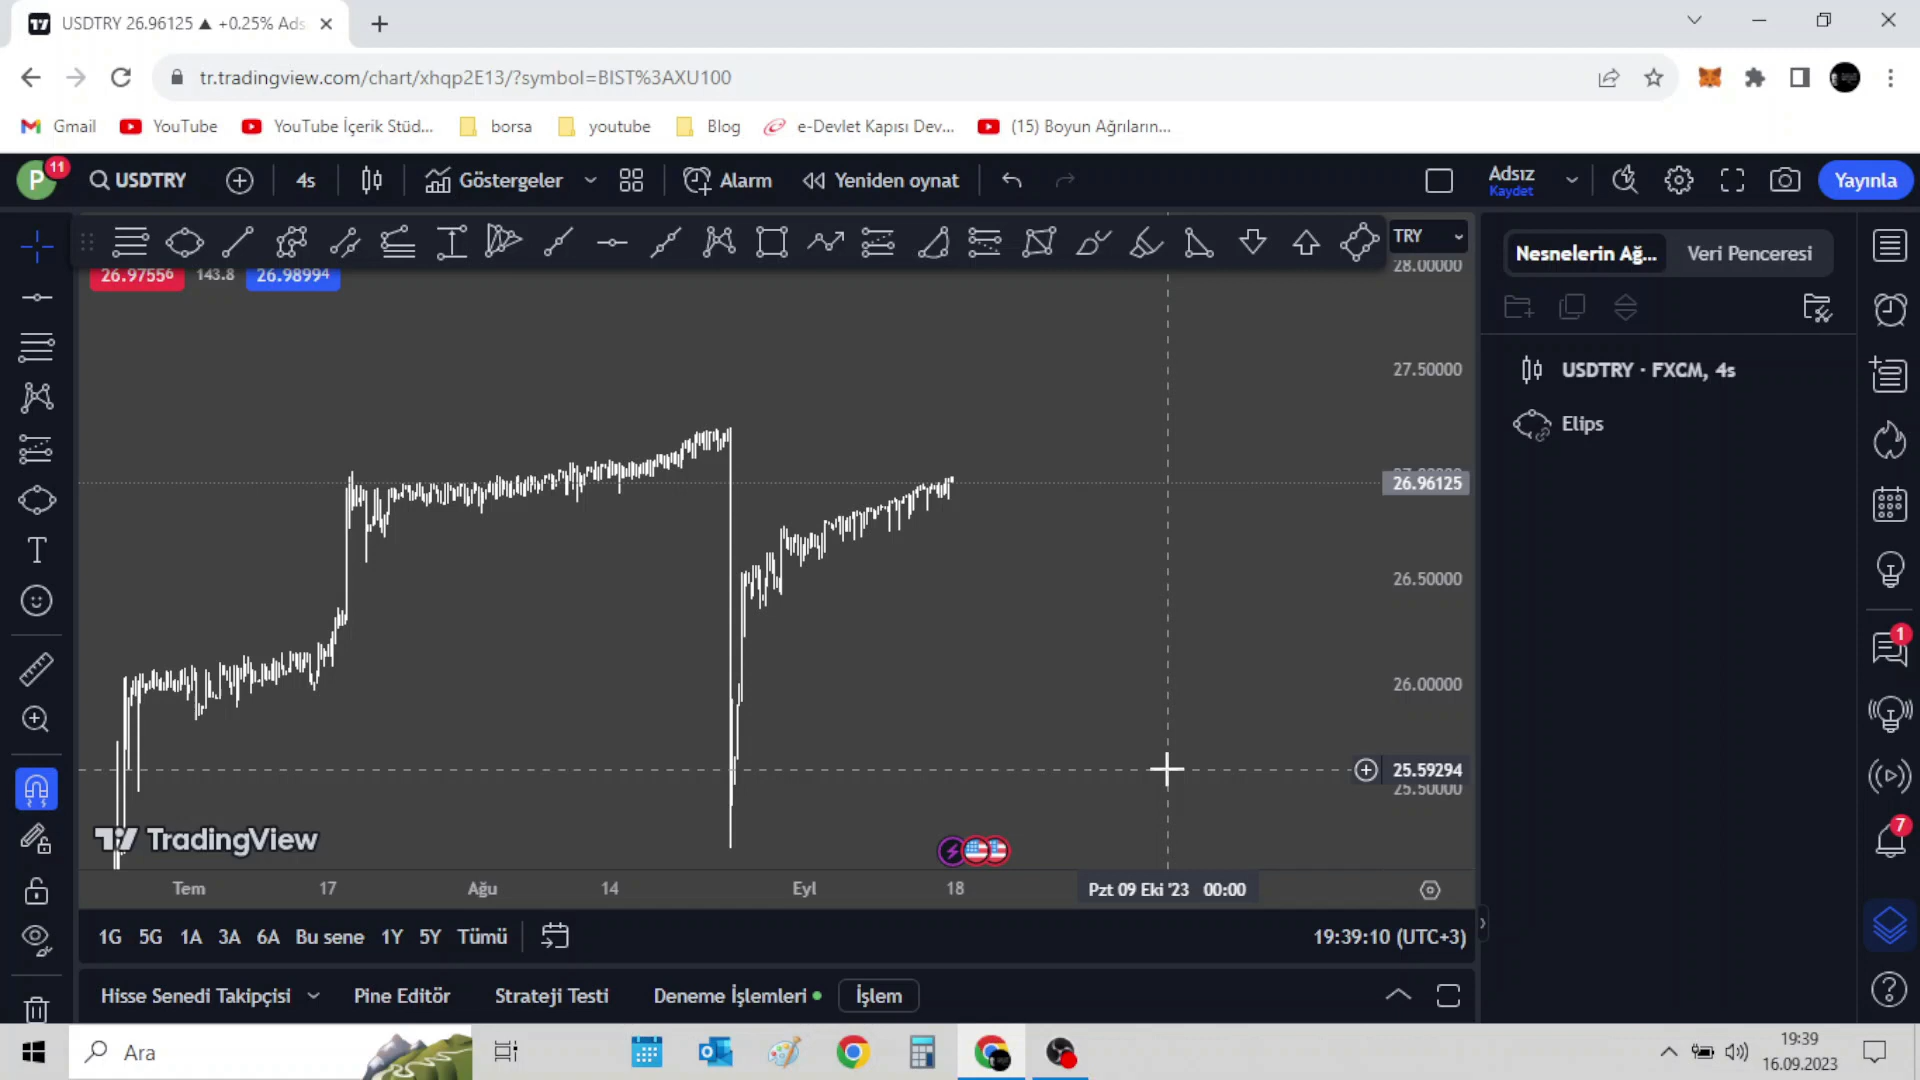 USDTRY 26.96125 ▲ +0.25% Ads
tr.tradingview.com/chart/xhqp2E13/?symbol=BIST%3AXU100
Gmail YouTube YouTube İçerik Stüd... borsa youtube Blog e-Devlet Kapısı Dev... (15) Boyun Ağrıların...
P 11 USDTRY 4s Göstergeler Alarm Yeniden oynat Adsız Kaydet Yayınla
TRY
26.97556 143.8 26.98994
28.00000
27.50000
26.96125
26.50000
26.00000
25.59294
25.50000
Nesnelerin Ağ... Veri Penceresi
USDTRY · FXCM, 4s
Elips
1
7
TradingView
Tem 17 Ağu 14 Eyl 18 Pzt 09 Eki '23 00:00
1G 5G 1A 3A 6A Bu sene 1Y 5Y Tümü 19:39:10 (UTC+3)
Hisse Senedi Takipçisi Pine Editör Strateji Testi Deneme İşlemleri İşlem
Ara
19:39
16.09.2023